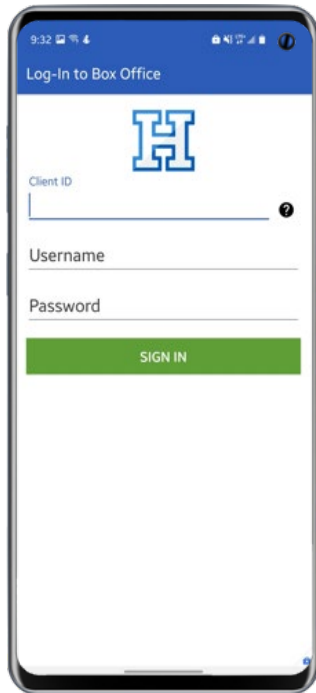 9:32
Log-In to Box Office
H
Client ID
Username
Password
SIGN IN